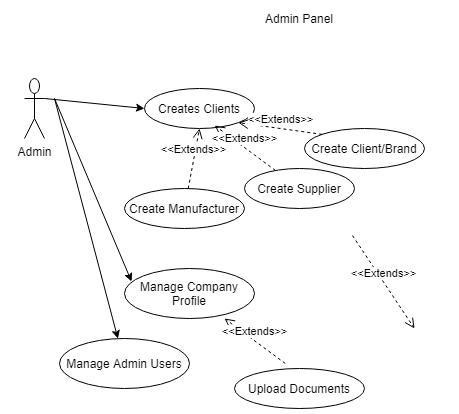 Admin Panel
Creates Clients
<<Extends>>
<<Extends>>
<<Extends>>
Create Client/Brand
Admin
Create Supplier
Create Manufacturer
<<Extends>>
Manage Company
Profile
<<Extends>>
Manage Admin Users
Upload Documents